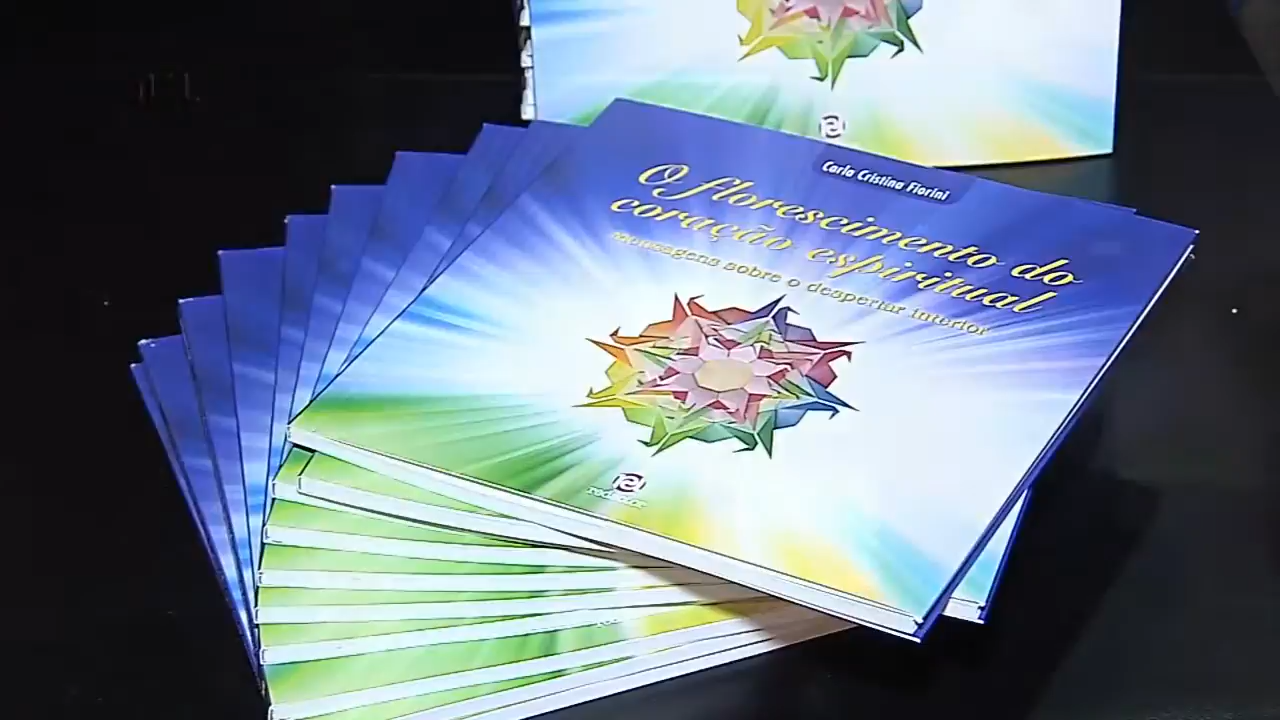 Carla Cristina Fiorini
O florescimento do
coração espiritual
mensagens sobre o despertar interior